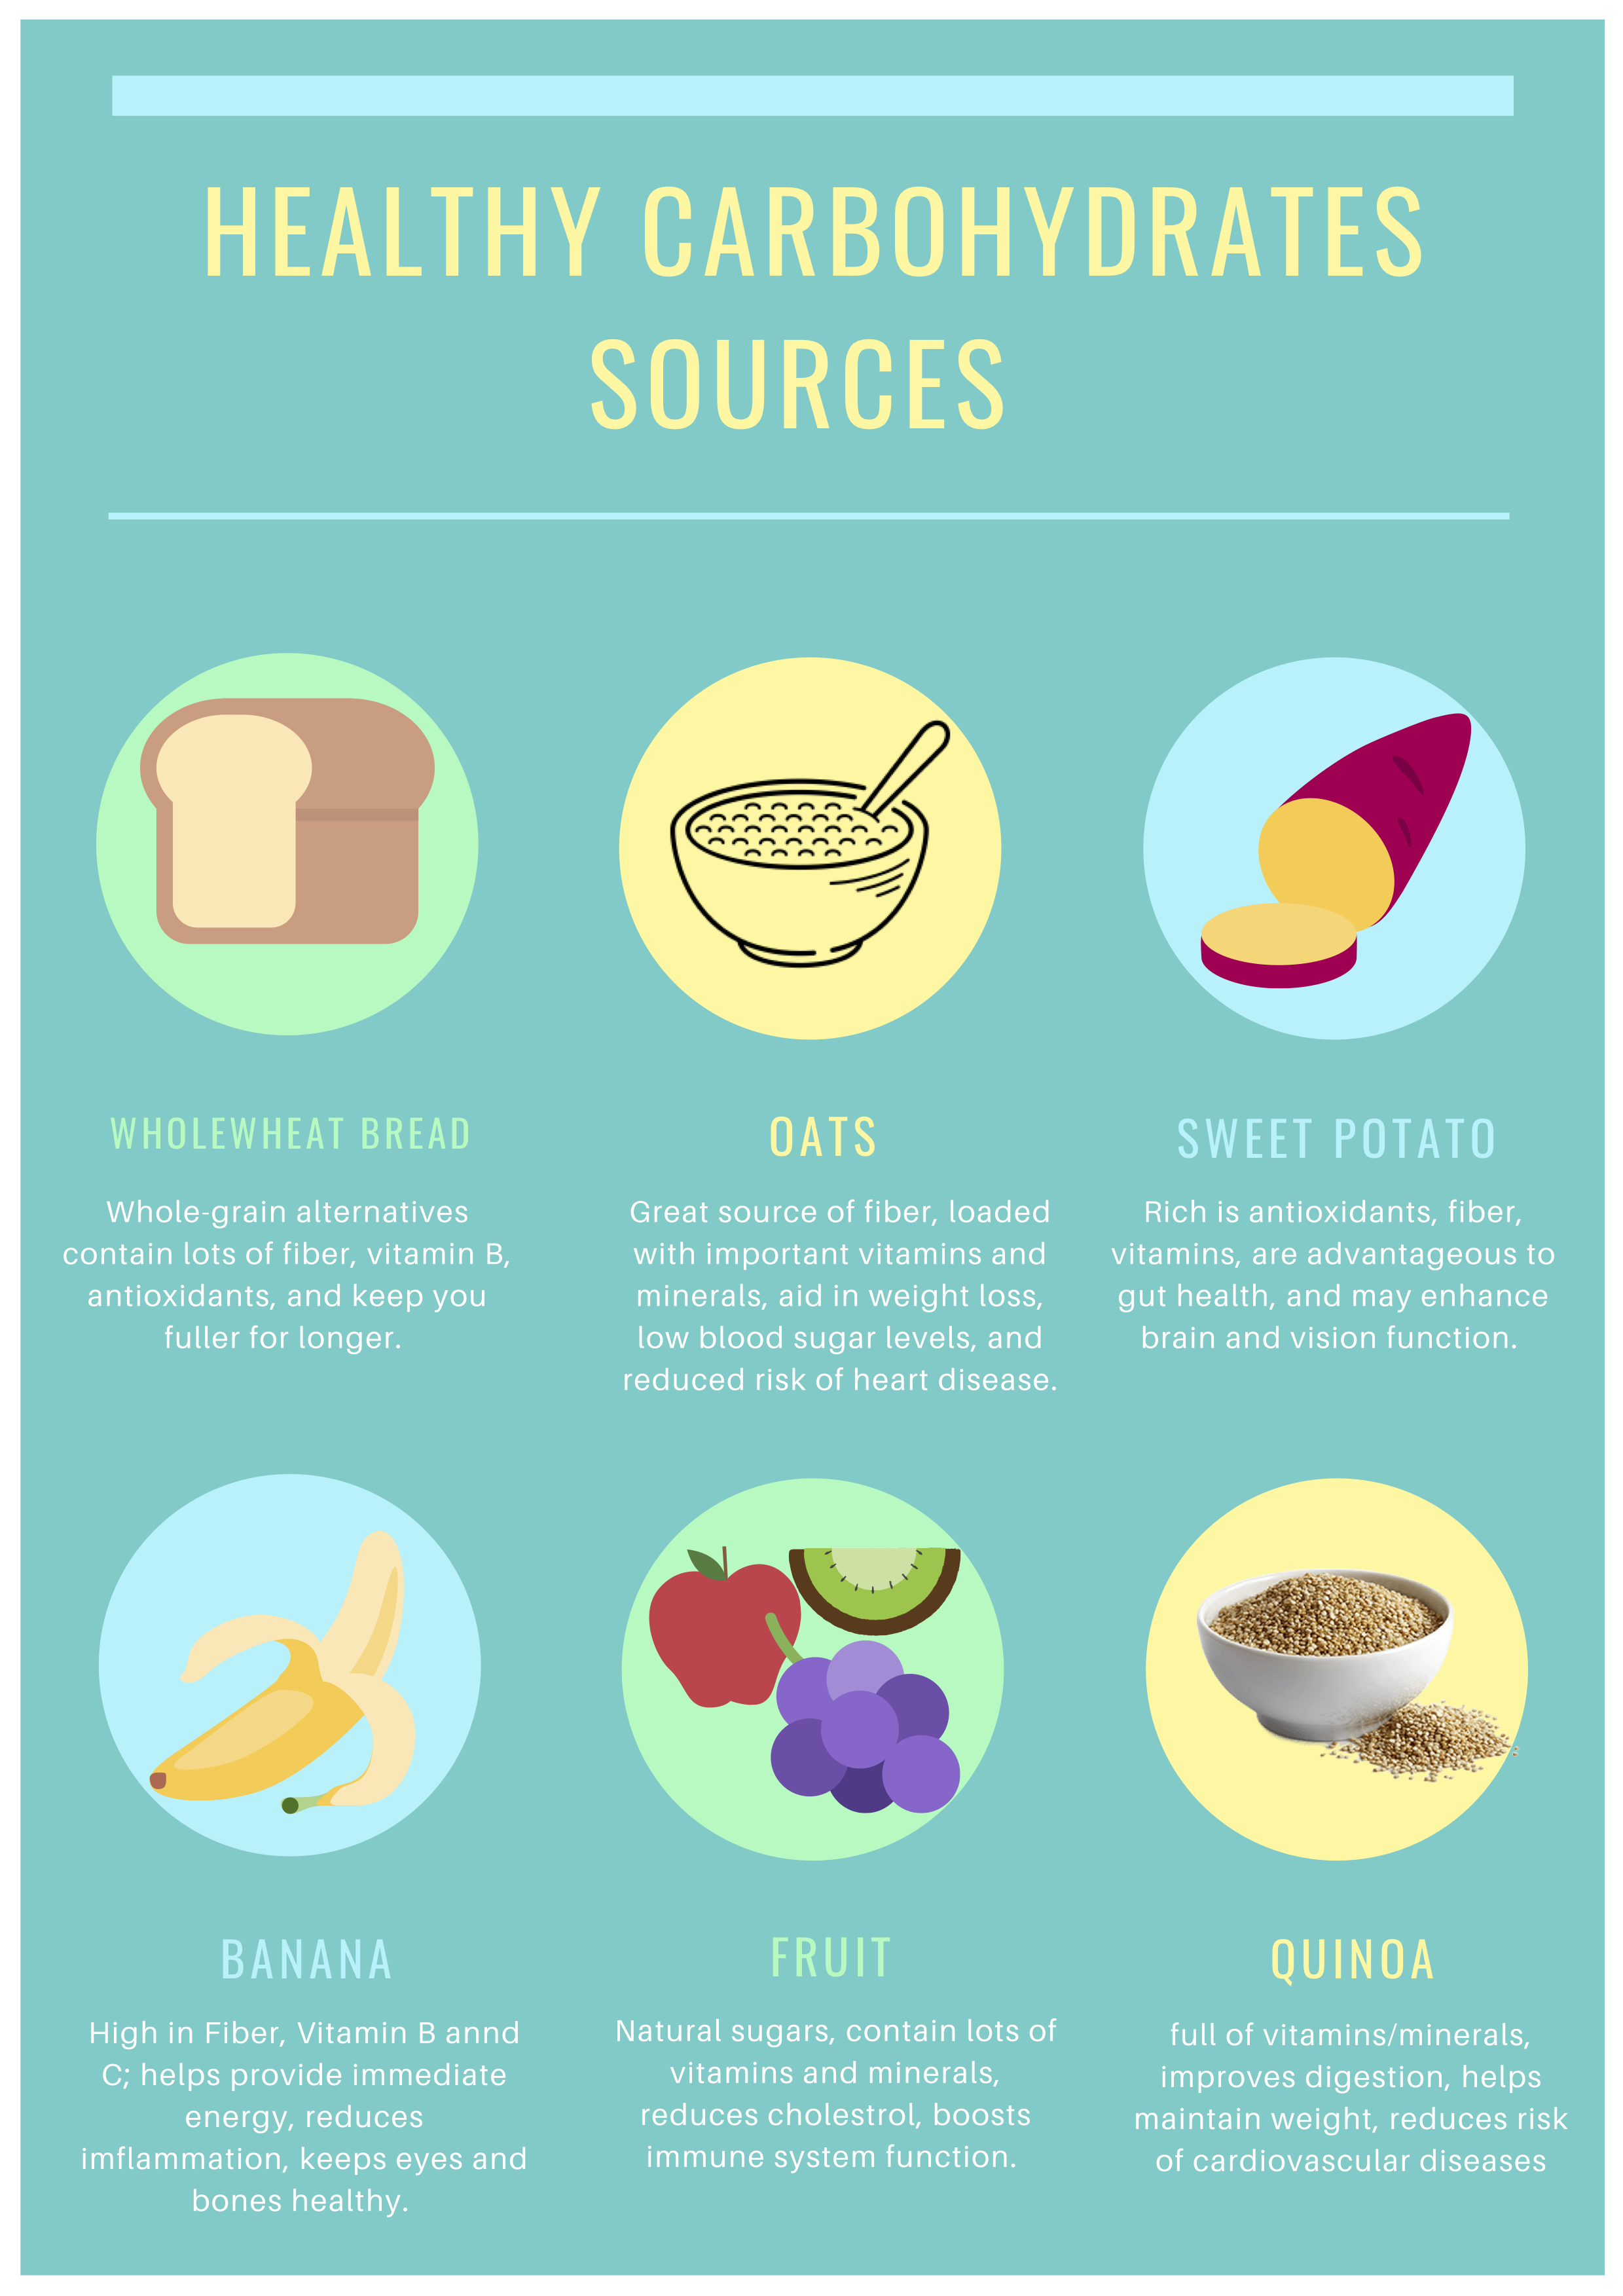 HEALTHY CARBOHYDRATES
SOURCES
WHOLEWHEAT BREAD
Whole-grain alternatives
contain lots of fiber, vitamin B,
antioxidants, and keep you
fuller for longer.
OATS
Great source of fiber, loaded
with important vitamins and
minerals, aid in weight loss,
low blood sugar levels, and
reduced risk of heart disease.
SWEET POTATO
Rich is antioxidants, fiber,
vitamins, are advantageous to
gut health, and may enhance
brain and vision function.
BANANA
High in Fiber, Vitamin B annd
C; helps provide immediate
energy, reduces
imflammation, keeps eyes and
bones healthy.
FRUIT
Natural sugars, contain lots of
vitamins and minerals,
reduces cholestrol, boosts
immune system function.
QUINOA
full of vitamins/minerals,
improves digestion, helps
maintain weight, reduces risk
of cardiovascular diseases